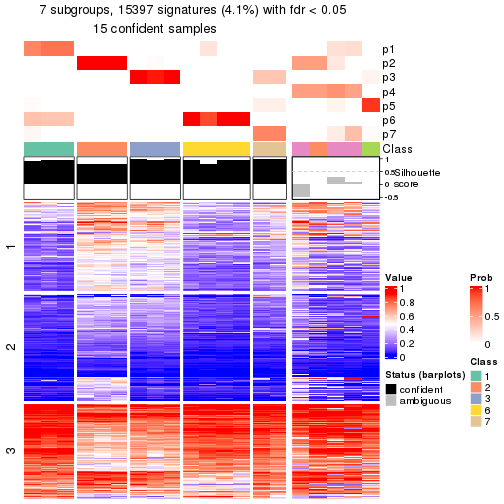 7 subgroups, 15397 signatures (4.1%) with fdr < 0.05
15 confident samples
p1
p2
p3
p4
p5
p6
p7
Class
1
0.5
0
-0.5
Silhouette
score
1
2
3
Value
1
0.8
0.6
0.4
0.2
0
Prob
1
0.5
0
Status (barplots)
confident
ambiguous
Class
1
2
3
6
7